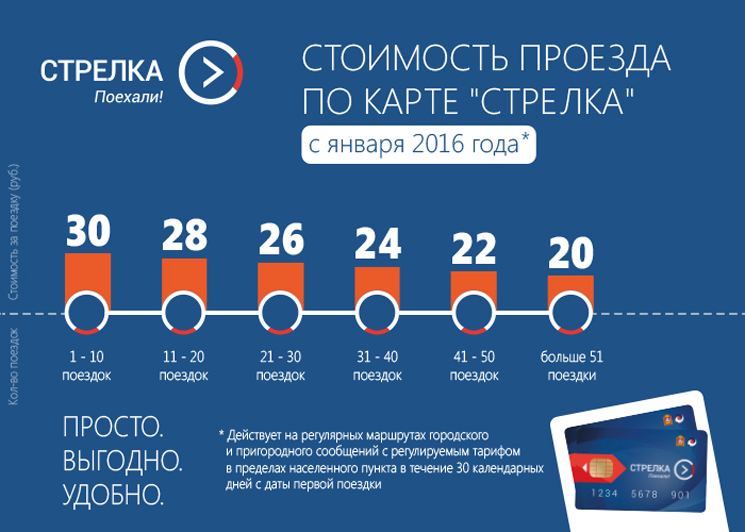 СТРЕЛКА
Поехали!
СТОИМОСТЬ ПРОЕЗДА
ПО КАРТЕ "СТРЕЛКА"
с января 2016 года*
Стоимость за поездку (руб.)
30 28 26 24 22 20
Кол-во поездок
1 - 10 11 - 20 21 - 30 31 - 40 41 - 50 больше 51
поездок поездок поездок поездок поездок поездки
ПРОСТО.
ВЫГОДНО.
УДОБНО.
* Действует на регулярных маршрутах городского
и пригородного сообщений с регулируемым тарифом
в пределах населенного пункта в течение 30 календарных
дней с даты первой поездки
СТРЕЛКА
Поехали!
1234 5678 901